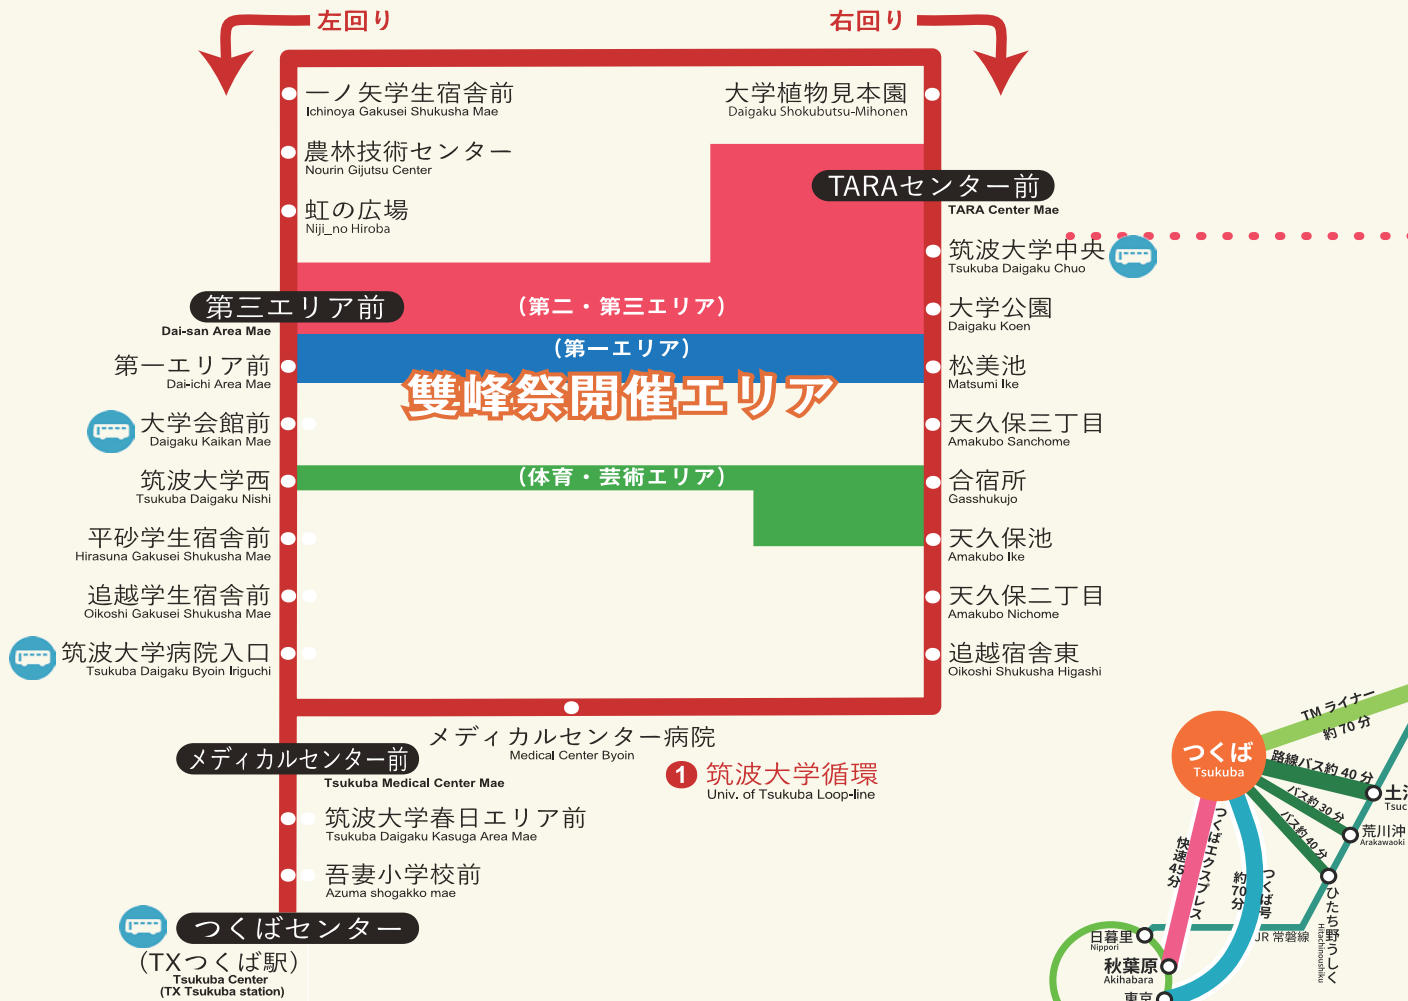 左回り
右回り
一ノ矢学生宿舎前
Ichinoya Gakusei Shukusha Mae
大学植物見本園
Daigaku Shokubutsu-Mihonen
農林技術センター
Nourin Gijutsu Center
TARAセンター前
TARA Center Mae
虹の広場
Niji_no Hiroba
筑波大学中央
Tsukuba Daigaku Chuo
第三エリア前
Dai-san Area Mae
(第二・第三エリア)
大学公園
Daigaku Koen
(第一エリア)
第一エリア前
Dai-ichi Area Mae
松美池
Matsumi Ike
雙峰祭開催エリア
大学会館前
Daigaku Kaikan Mae
天久保三丁目
Amakubo Sanchome
筑波大学西
Tsukuba Daigaku Nishi
(体育・芸術エリア)
合宿所
Gasshukujo
平砂学生宿舎前
Hirasuna Gakusei Shukusha Mae
天久保池
Amakubo Ike
追越学生宿舎前
Oikoshi Gakusei Shukusha Mae
天久保二丁目
Amakubo Nichome
筑波大学病院入口
Tsukuba Daigaku Byoin Iriguchi
追越宿舎東
Oikoshi Shukusha Higashi
メディカルセンター病院
Medical Center Byoin
メディカルセンター前
Tsukuba Medical Center Mae
1 筑波大学循環
Univ. of Tsukuba Loop-line
筑波大学春日エリア前
Tsukuba Daigaku Kasuga Area Mae
吾妻小学校前
Azuma shogakko mae
つくばセンター
(TXつくば駅)
Tsukuba Center
(TX Tsukuba station)
つくば
Tsukuba
TM ライナー
約 70 分
路線バス約 40 分
バス約 30 分
バス約 40 分
つくばエクスプレス
快速45分
つくば号
約70分
土
Tsuc
荒川沖
Arakawaoki
ひたち野うしく
Hitachinoushiku
JR 常磐線
日暮里
Nippori
秋葉原
Akihabara
東京